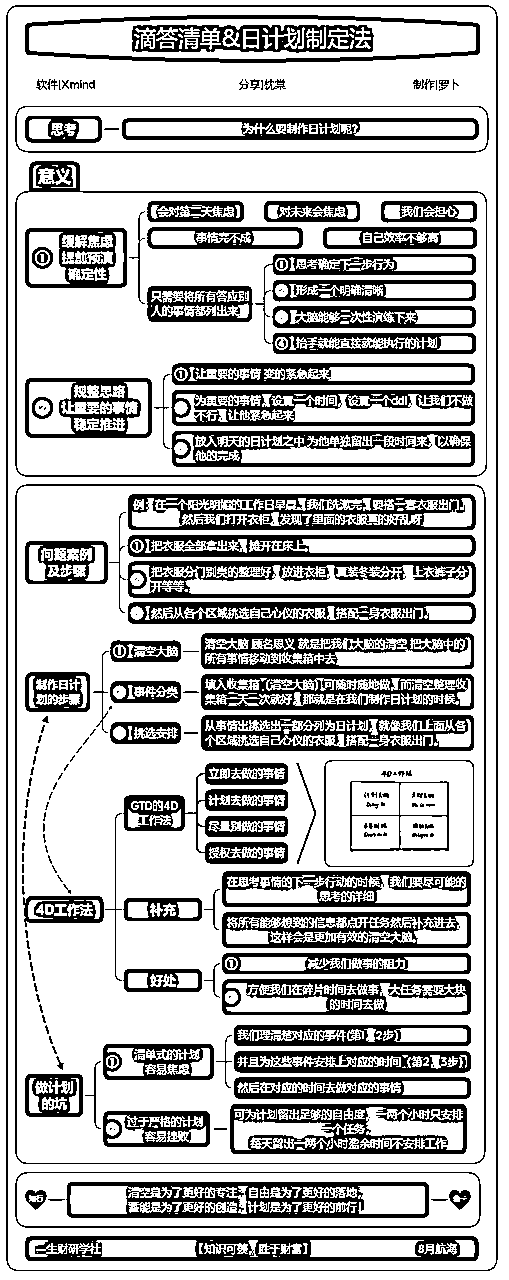 滴答清单&日计划制定法
软件|Xmind
分享|枕棠
制作|萝卜
思考
为什么要制作日计划呢？
意义
① 缓解焦虑
提前预演
确定性
会对第二天焦虑
对未来会焦虑
我们会担心
事情完不成
自己效率不够高
只需要将所有答应别
人的事情都列出来
① 思考确定下一步行为
形成一个明确清晰
大脑能够一次性演练下来
④ 抬手就能直接就能执行的计划
规整思路
让重要的事情
稳定推进
① 让重要的事情 变的紧急起来
为重要的事情，设置一个时间，设置一个ddl，让我们不做
不行，让他紧急起来
放入明天的日计划之中 为他单独留出一段时间来，以确保
他的完成
问题案例
及步骤
例：在一个阳光明媚的工作日早晨，我们洗漱完，要搭一套衣服出门，
然后我们打开衣柜，发现了里面的衣服真的好乱呀
① 把衣服全部拿出来，摊开在床上。
把衣服分门别类的整理好，放进衣柜，夏装冬装分开，上衣裤子分
开等等。
然后从各个区域挑选自己心仪的衣服，搭配一身衣服出门。
制作日计
划的步骤
① 清空大脑
清空大脑 顾名思义 就是把我们大脑的清空 把大脑中的
所有事情移动到收集箱中去
事件分类
填入收集箱（清空大脑）可随时随地做，而清空整理收
集箱一天一次就好，那就是在我们制作日计划的时候。
挑选安排
从事情出挑选出一部分列为日计划，就像我们上面从各
个区域挑选自己心仪的衣服，搭配一身衣服出门。
4D工作法
GTD的4D
工作法
立即去做的事情
计划去做的事情
尽量别做的事情
授权去做的事情
4D工作法
补充
在思考事情的下一步行动的时候，我们要尽可能的
思考的详细
将所有能够想到的信息都点开任务然后补充进去，
这样会是更加有效的清空大脑。
好处
① 减少我们做事的阻力
方便我们在碎片时间去做事，大任务需要大块
的时间去做
做计划
的坑
① 清单式的计划
容易焦虑
我们理清楚对应的事件（第1、2步）
并且为这些事件安排上对应的时间（第2、3步）
然后在对应的时间去做对应的事情
过于严格的计划
容易挫败
可为计划留出足够的自由度，一两个小时只安排
一个任务，
每天留出一两个小时盈余时间不安排工作
清空是为了更好的专注，自由是为了更好的落地，
蓄能是为了更好的创造，计划是为了更好的前行！
生财研学社
【知识可羡，胜于财富】
8月航海